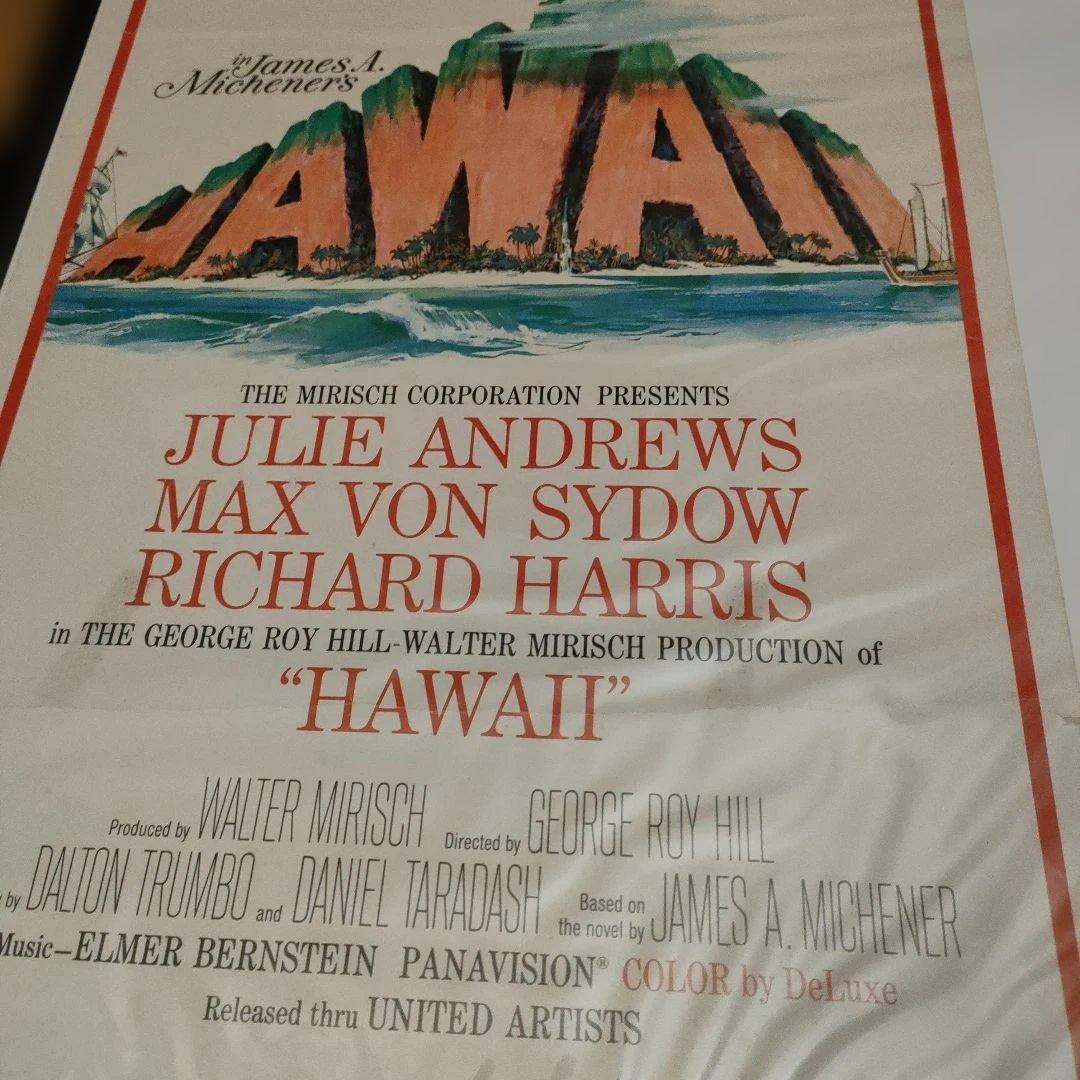 in James A.
Michener's
HAWAII
THE MIRISCH CORPORATION PRESENTS
JULIE ANDREWS
MAX VON SYDOW
RICHARD HARRIS
in THE GEORGE ROY HILL-WALTER MIRISCH PRODUCTION of
“HAWAII”
Produced by WALTER MIRISCH Directed by GEORGE ROY HILL
by DALTON TRUMBO and DANIEL TARADASH Based on the novel by JAMES A. MICHENER
Music—ELMER BERNSTEIN PANAVISION® COLOR by DeLuxe
Released thru UNITED ARTISTS